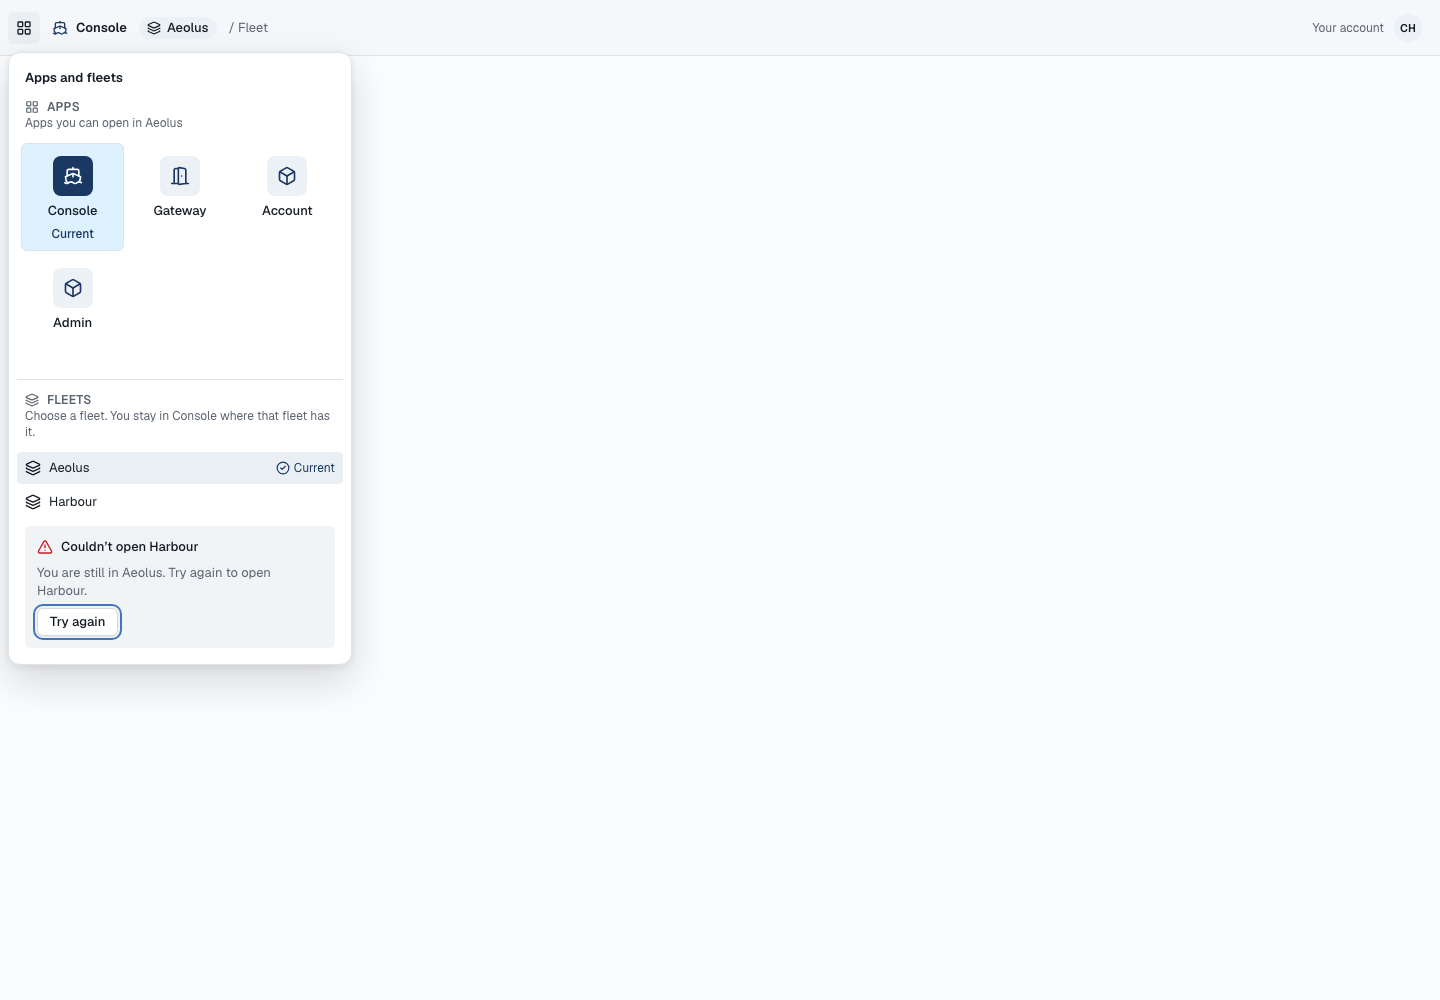 Console
Aeolus
/ Fleet
Your account
CH
Apps and fleets
APPS
Apps you can open in Aeolus
Console
Current
Gateway
Account
Admin
FLEETS
Choose a fleet. You stay in Console where that fleet has
it.
Aeolus
Current
Harbour
Couldn’t open Harbour
You are still in Aeolus. Try again to open
Harbour.
Try again